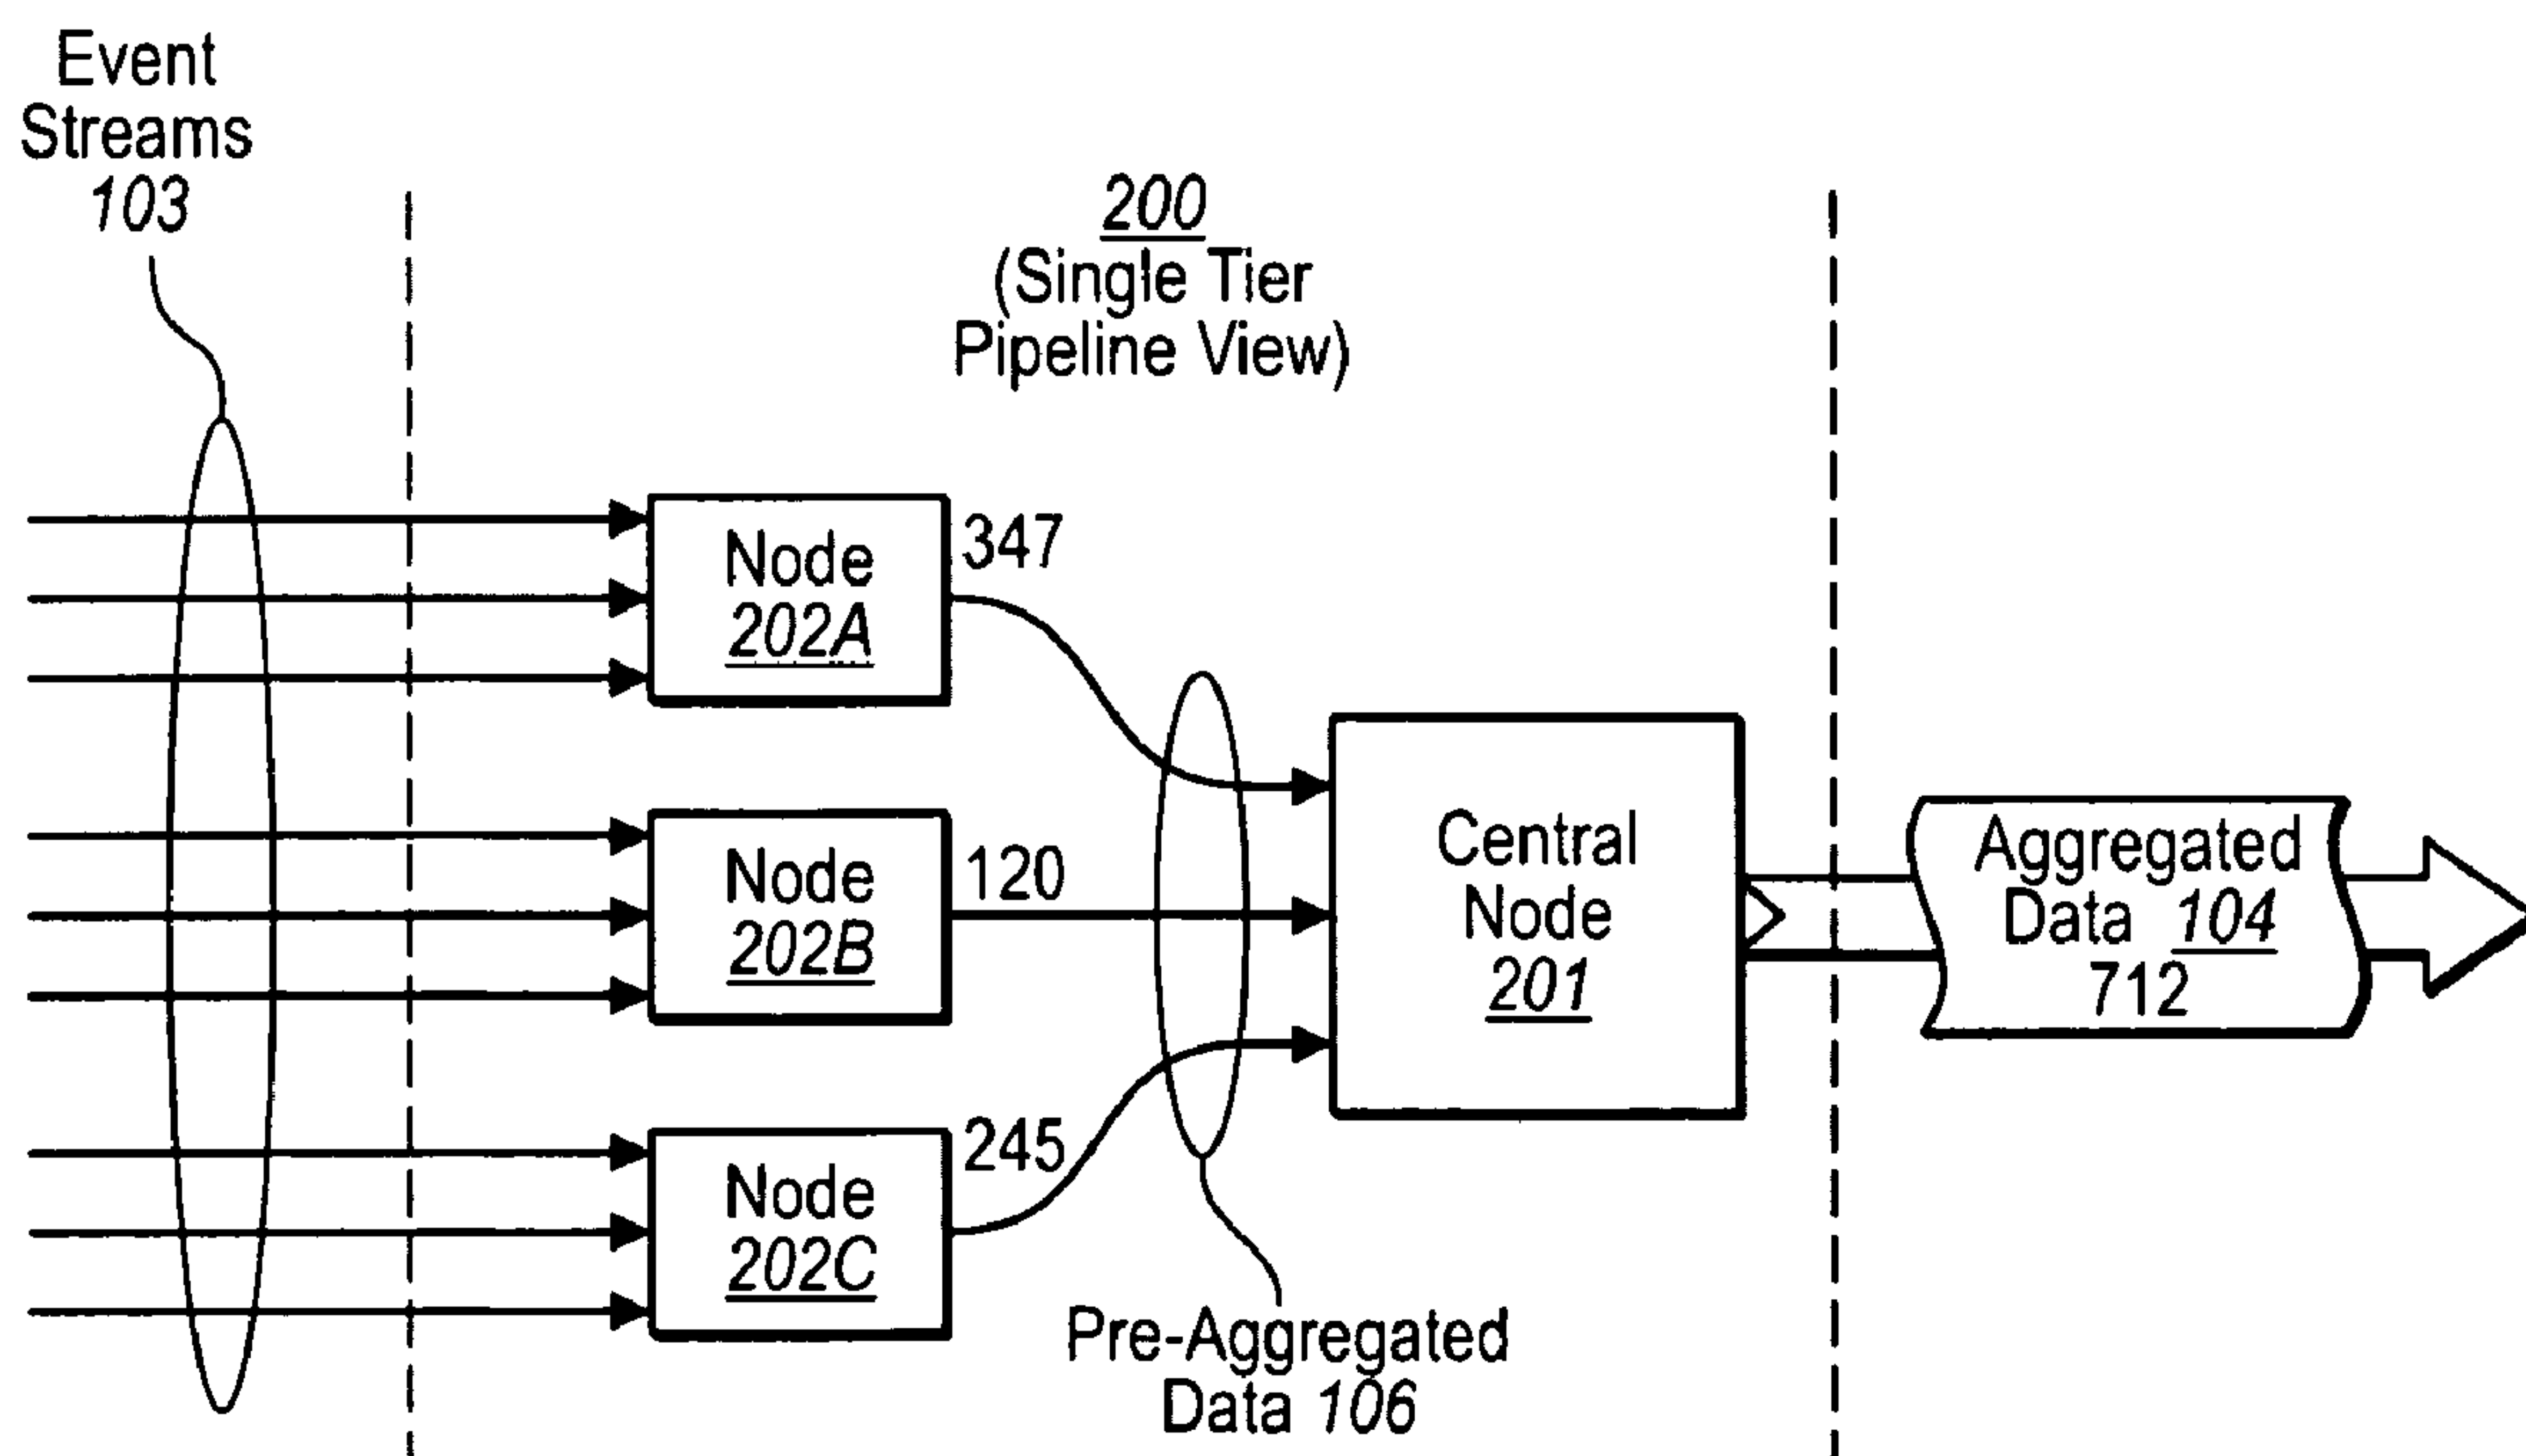 Event
Streams
103
200
(Single Tier
Pipeline View)
Node
202A
347
Node
202B
120
Node
202C
245
Central
Node
201
Aggregated
Data 104
712
Pre-Aggregated
Data 106